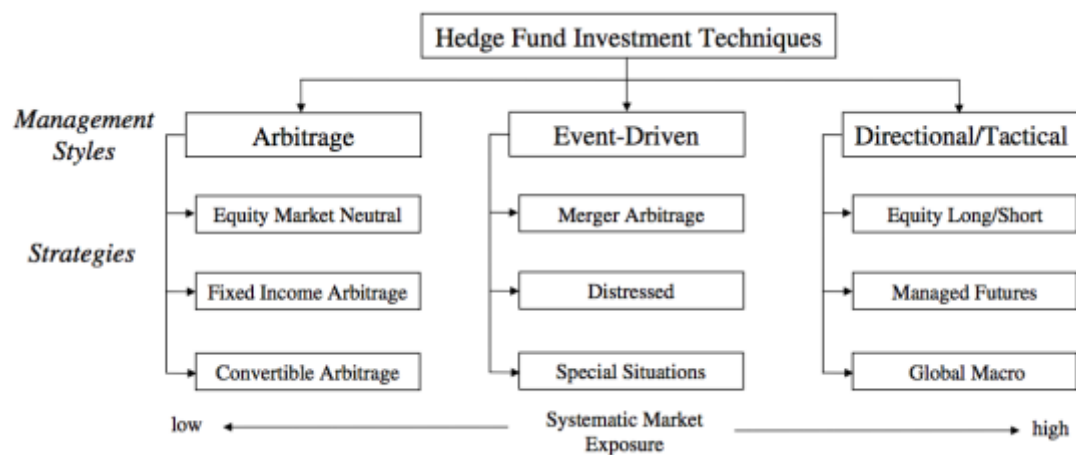 Hedge Fund Investment Techniques
Management
Styles
Arbitrage
Event-Driven
Directional/Tactical
Strategies
Equity Market Neutral
Merger Arbitrage
Equity Long/Short
Fixed Income Arbitrage
Distressed
Managed Futures
Convertible Arbitrage
Special Situations
Global Macro
low
Systematic Market
Exposure
high